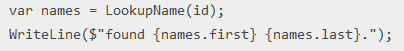 var names = LookupName(id);
WriteLine($"found {names.first} {names.last}.");